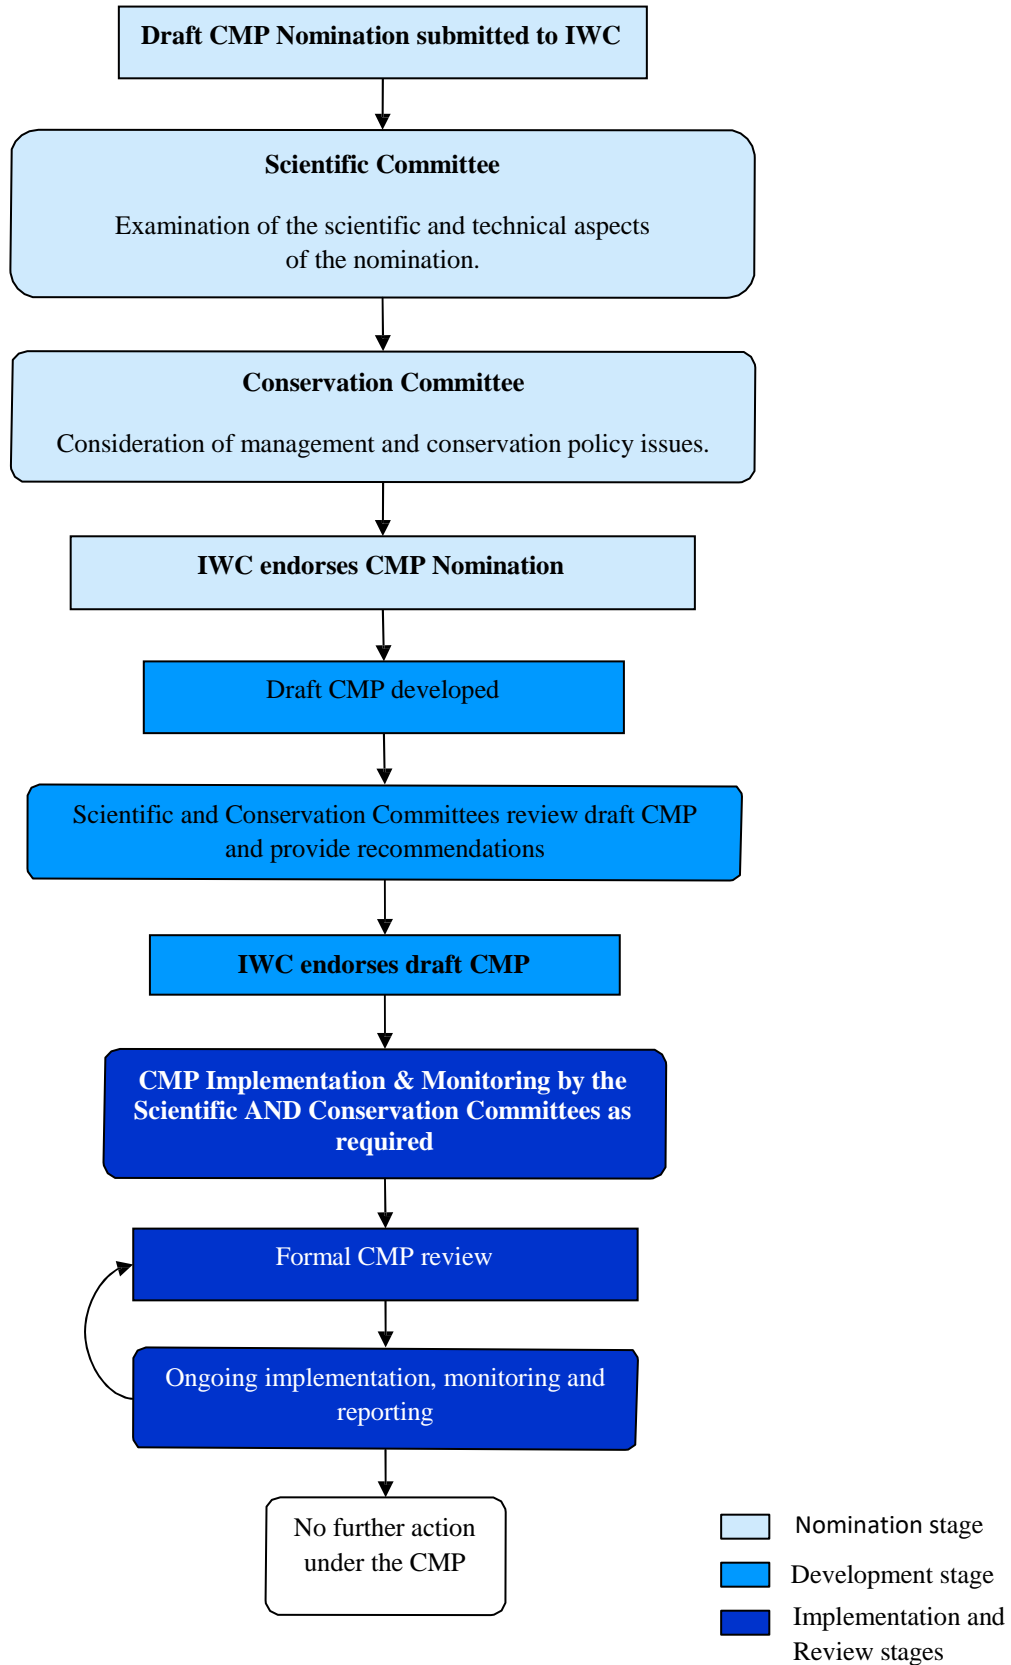 Draft CMP Nomination submitted to IWC
Scientific Committee
Examination of the scientific and technical aspects
of the nomination.
Conservation Committee
Consideration of management and conservation policy issues.
IWC endorses CMP Nomination
Draft CMP developed
Scientific and Conservation Committees review draft CMP
and provide recommendations
IWC endorses draft CMP
CMP Implementation & Monitoring by the
Scientific AND Conservation Committees as
required
Formal CMP review
Ongoing implementation, monitoring and
reporting
No further action
under the CMP
Nomination stage
Development stage
Implementation and
Review stages